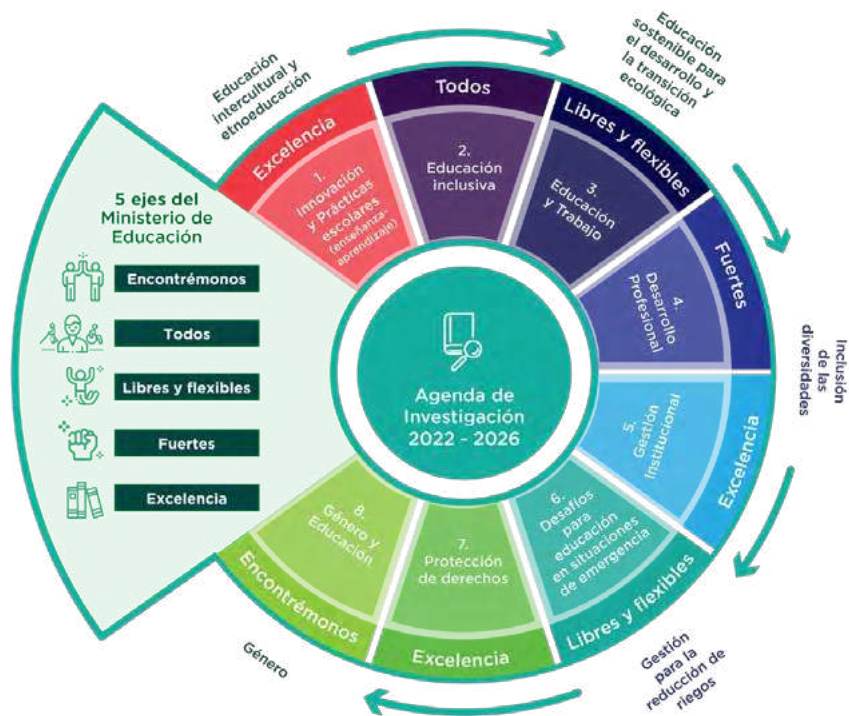 5 ejes del
Ministerio de
Educación
Encontrémonos
Todos
Libres y flexibles
Fuertes
Excelencia
Agenda de
Investigación
2022 - 2026
Excelencia
1.
Innovación
y Prácticas
escolares
(enseñanza-
aprendizaje)
Todos
2.
Educación
inclusiva
Libres y flexibles
3.
Educación
y Trabajo
Fuertes
4.
Desarrollo
Profesional
Excelencia
5.
Gestión
Institucional
Libres y flexibles
6.
Desafíos
para
educación
en situaciones
de emergencia
Excelencia
7.
Protección
de derechos
Encontrémonos
8.
Género y
Educación
Educación
intercultural y
etnoeducación
Educación
sostenible para
el desarrollo y
la transición
ecológica
Inclusión
de las
diversidades
Gestión
para la
reducción de
riegos
Género